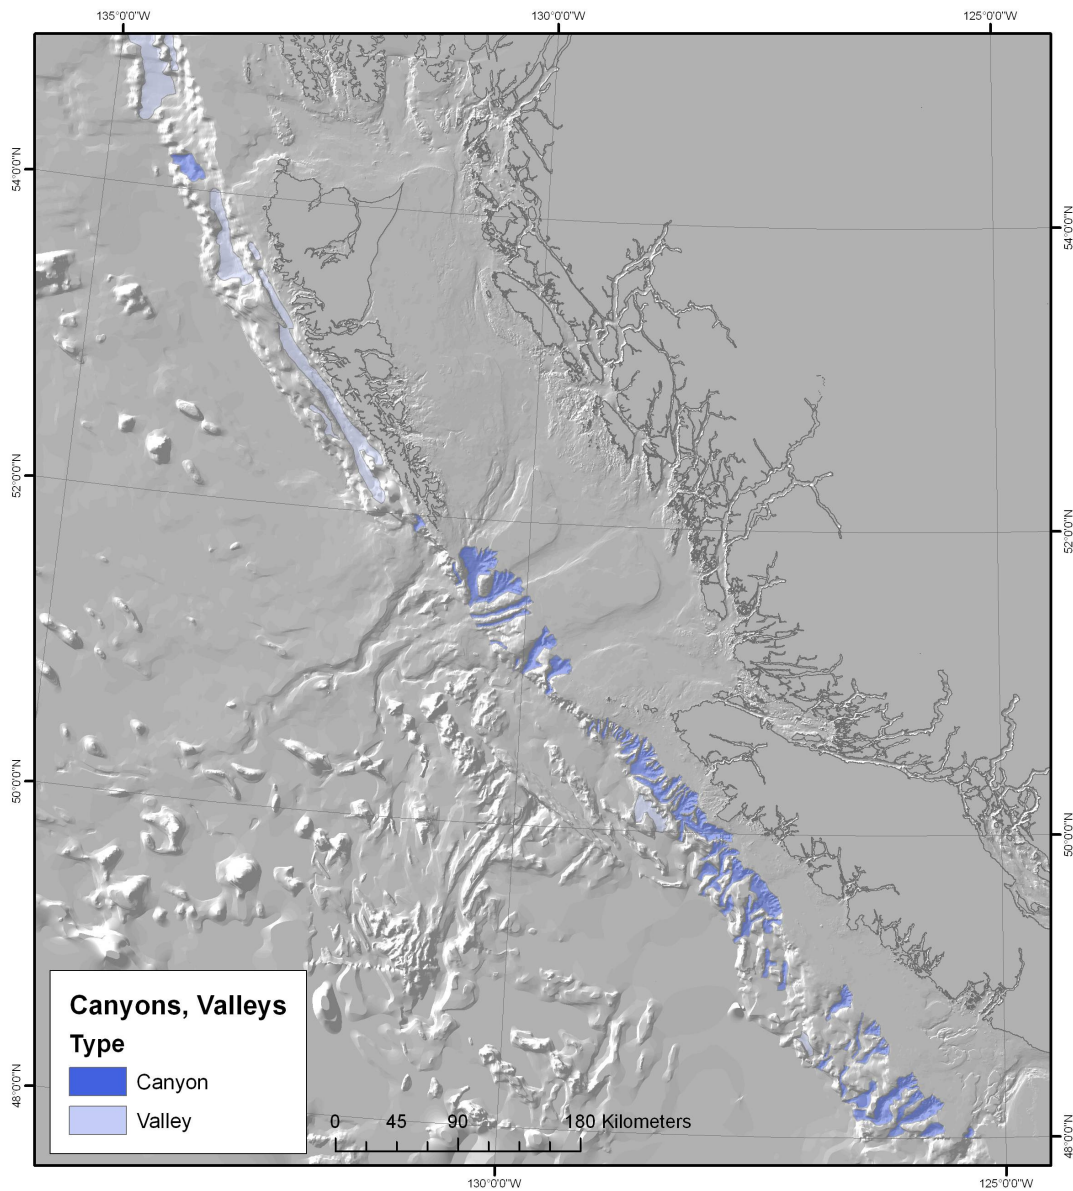 135°0'0"W 130°0'0"W 125°0'0"W
54°0'0"N
54°0'0"N
52°0'0"N
52°0'0"N
50°0'0"N
50°0'0"N
Canyons, Valleys
Type
Canyon
Valley
48°0'0"N
0 45 90 180 Kilometers
48°0'0"N
130°0'0"W 125°0'0"W